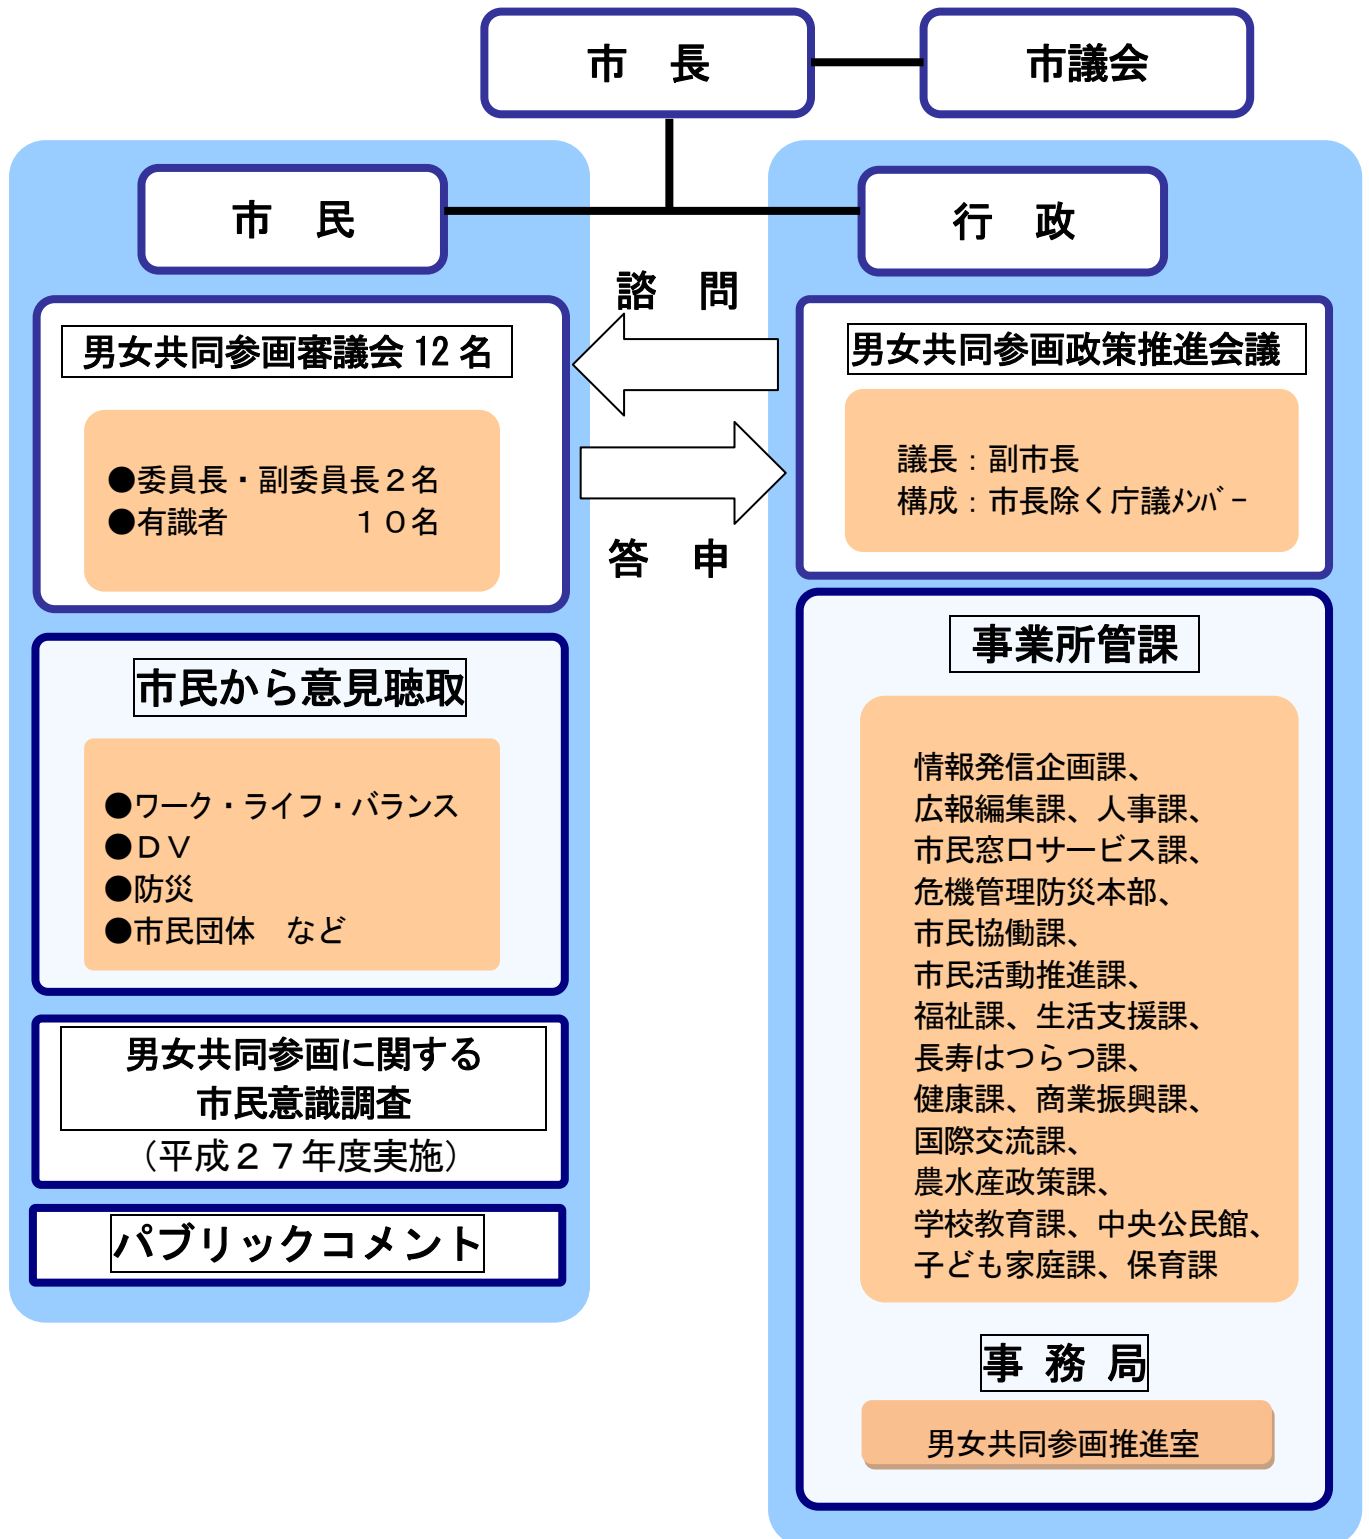 市　長
市議会
市　民
行　政
諮　問
男女共同参画審議会 12 名
●委員長・副委員長２名
●有識者　　　　１０名
男女共同参画政策推進会議
議長：副市長
構成：市長除く庁議ﾒﾝﾊﾞｰ
答　申
市民から意見聴取
●ワーク・ライフ・バランス
●ＤＶ
●防災
●市民団体　など
男女共同参画に関する
市民意識調査
（平成２７年度実施）
パブリックコメント
事業所管課
情報発信企画課、
広報編集課、人事課、
市民窓口サービス課、
危機管理防災本部、
市民協働課、
市民活動推進課、
福祉課、生活支援課、
長寿はつらつ課、
健康課、商業振興課、
国際交流課、
農水産政策課、
学校教育課、中央公民館、
子ども家庭課、保育課
事 務 局
男女共同参画推進室